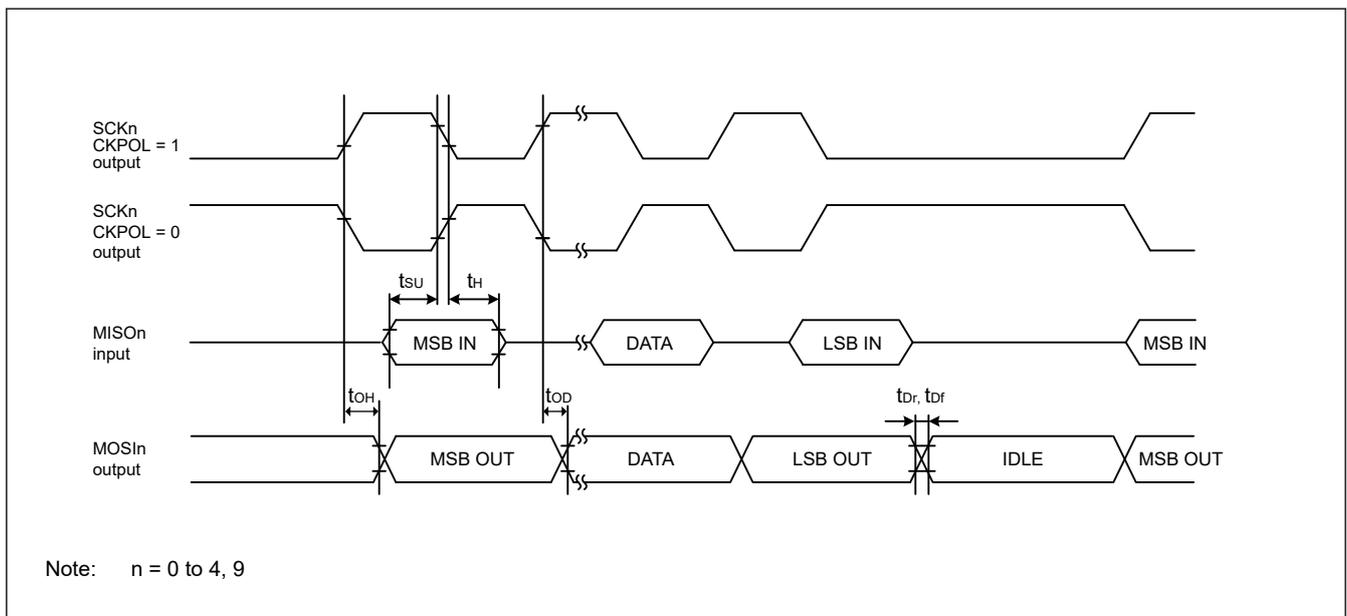 SCKn
CKPOL = 1
output
SCKn
CKPOL = 0
output
tSU
tH
MISOn
input
MSB IN
DATA
LSB IN
MSB IN
tOH
tOD
tDr, tDf
MOSIn
output
MSB OUT
DATA
LSB OUT
IDLE
MSB OUT
Note: n = 0 to 4, 9